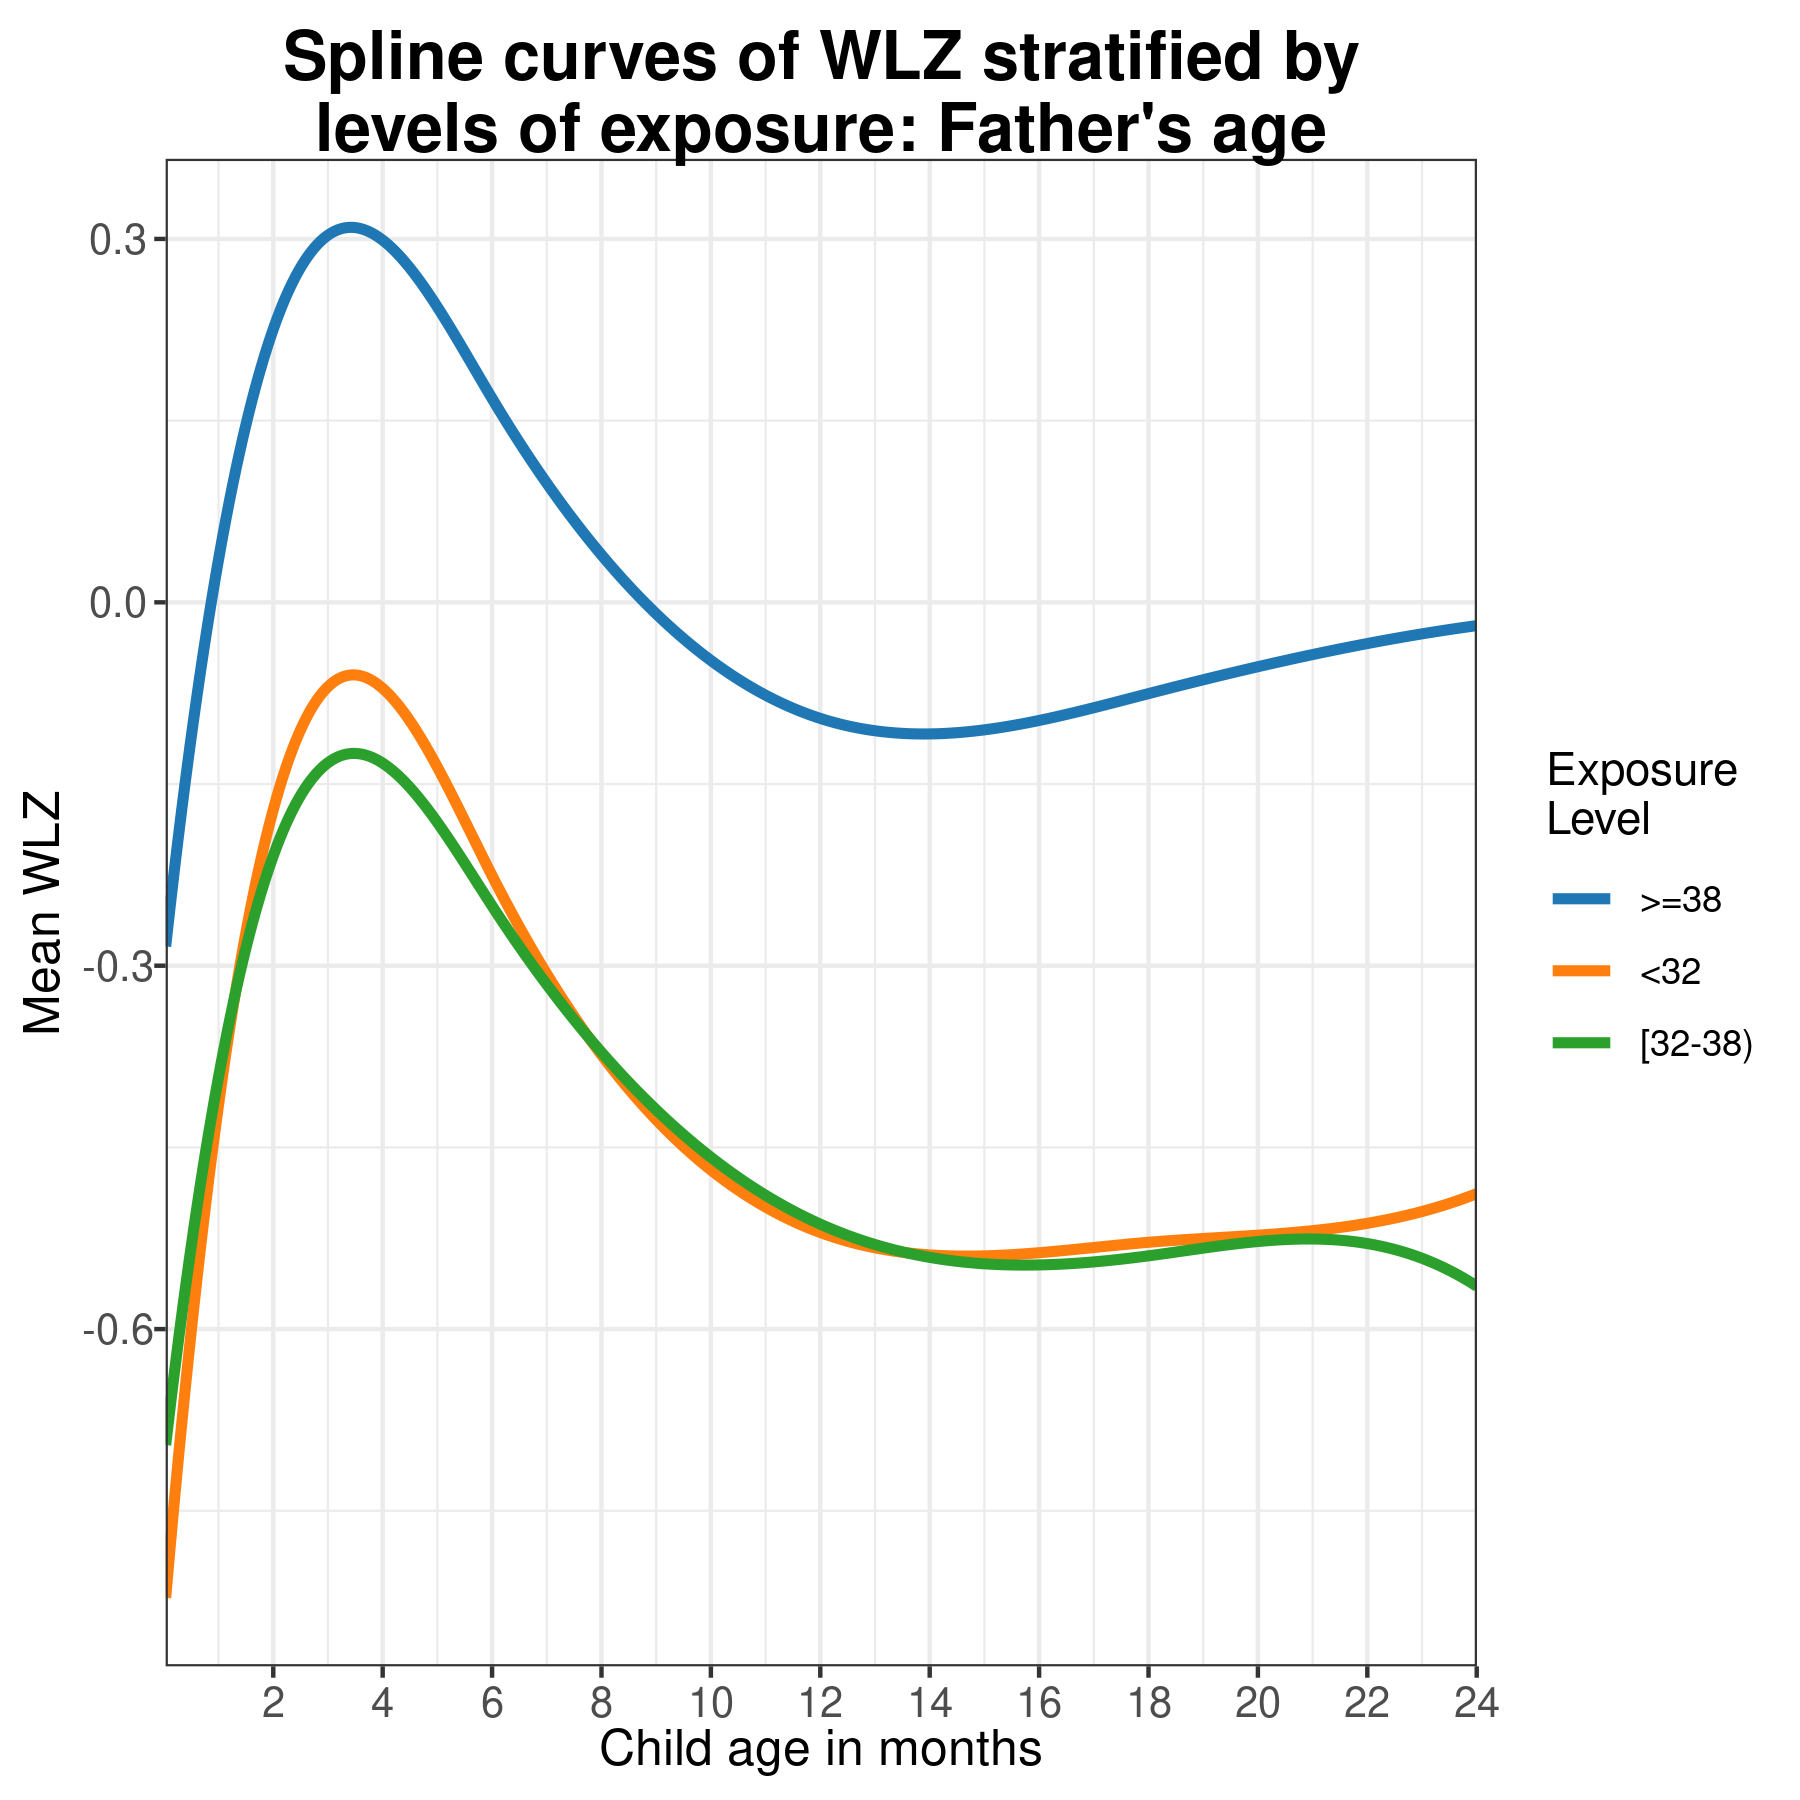 Spline curves of WLZ stratified by
levels of exposure: Father's age
0.3
0.0
-0.3
-0.6
Mean WLZ
2 4 6 8 10 12 14 16 18 20 22 24
Child age in months
Exposure
Level
>=38
<32
[32-38)